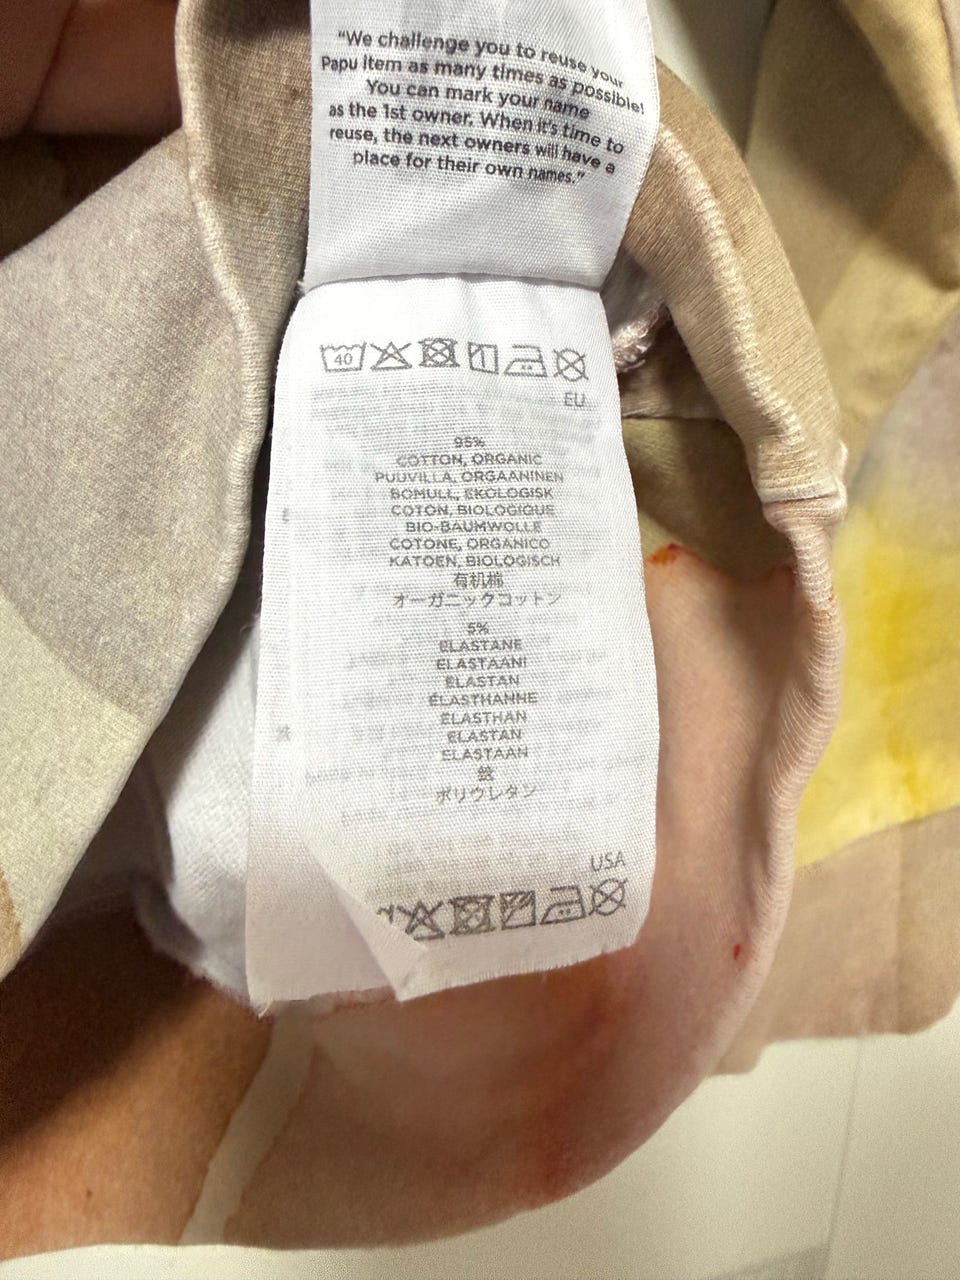 “We challenge you to reuse your
Papu item as many times as possible!
You can mark your name
as the 1st owner. When it's time to
reuse, the next owners will have a
place for their own names.”
40
EU
95%
COTTON, ORGANIC
PUUVILLA, ORGAANINEN
BOMULL, EKOLOGISK
COTON, BIOLOGIQUE
BIO-BAUMWOLLE
COTONE, ORGANICO
KATOEN, BIOLOGISCH
有机棉
オーガニックコットン
5%
ELASTANE
ELASTAANI
ELASTAN
ÉLASTHANNE
ELASTHAN
ELASTAN
ELASTAAN
ポリウレタン
USA